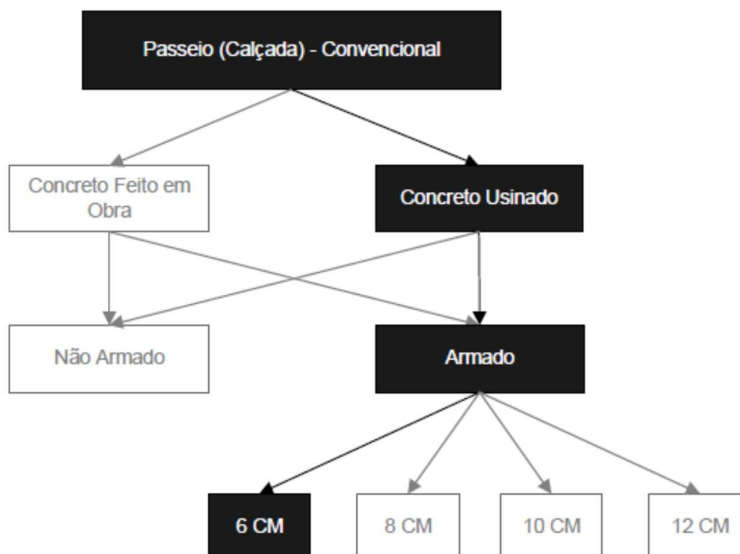 Passeio (Calçada) - Convencional
Concreto Feito em
Obra
Concreto Usinado
Não Armado
Armado
6 CM
8 CM
10 CM
12 CM